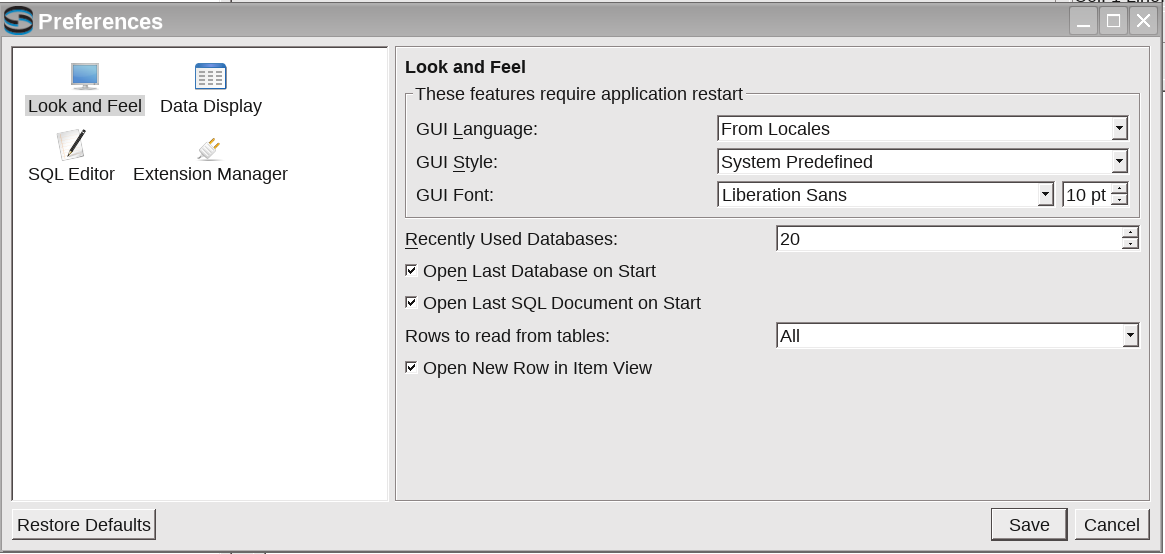 Preferences
Look and Feel
Data Display
SQL Editor
Extension Manager
Look and Feel
These features require application restart
GUI Language:
From Locales
GUI Style:
System Predefined
GUI Font:
Liberation Sans
10 pt
Recently Used Databases:
20
Open Last Database on Start
Open Last SQL Document on Start
Rows to read from tables:
All
Open New Row in Item View
Restore Defaults
Save
Cancel